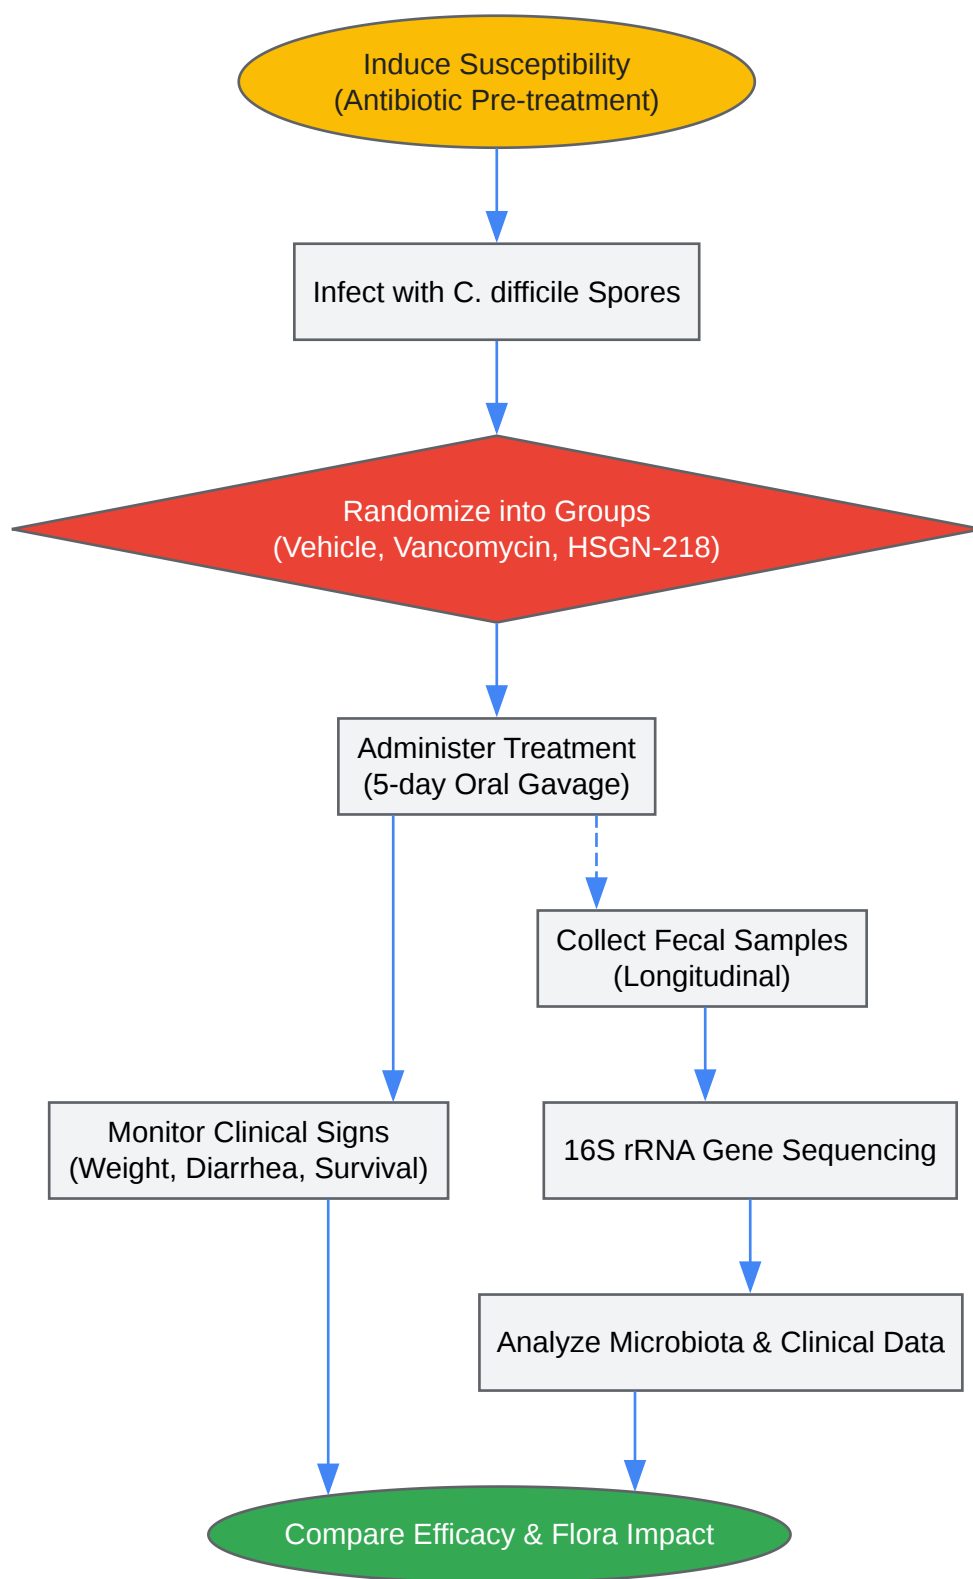 Induce Susceptibility
(Antibiotic Pre-treatment)
Infect with C. difficile Spores
Randomize into Groups
(Vehicle, Vancomycin, HSGN-218)
Administer Treatment
(5-day Oral Gavage)
Collect Fecal Samples
(Longitudinal)
Monitor Clinical Signs
(Weight, Diarrhea, Survival)
16S rRNA Gene Sequencing
Analyze Microbiota & Clinical Data
Compare Efficacy & Flora Impact